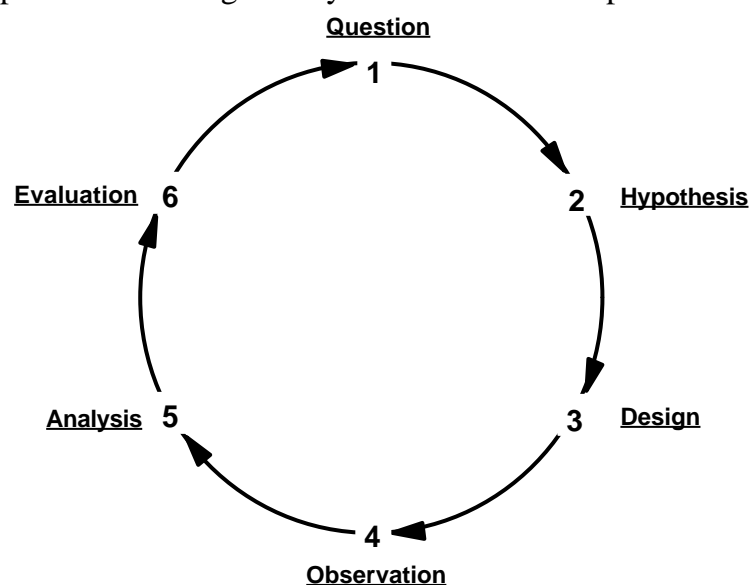 Question
1
Evaluation 6
2 Hypothesis
Analysis 5
3 Design
4
Observation